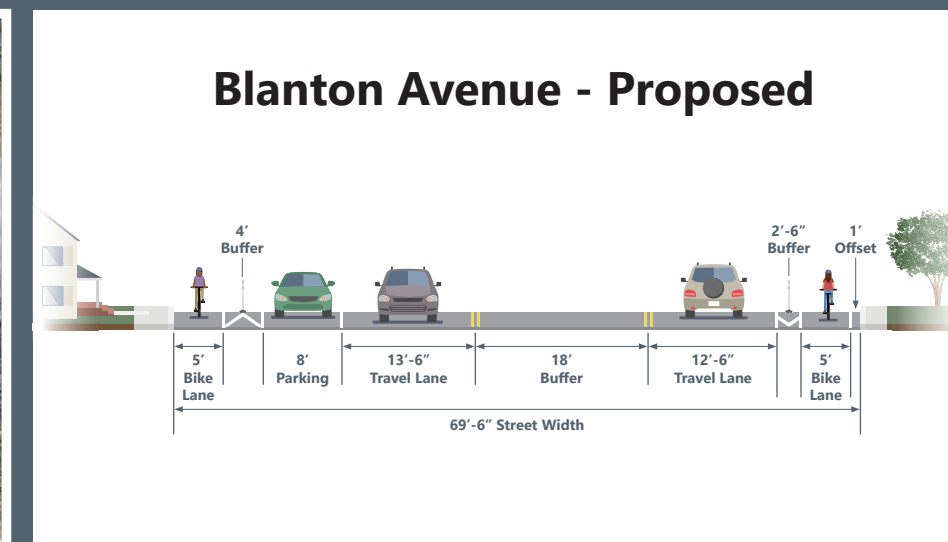 Blanton Avenue - Proposed
4’
Buffer
2’-6”
Buffer
1’
Offset
5’
Bike
Lane
8’
Parking
13’-6”
Travel Lane
18’
Buffer
12’-6”
Travel Lane
5’
Bike
Lane
69’-6” Street Width